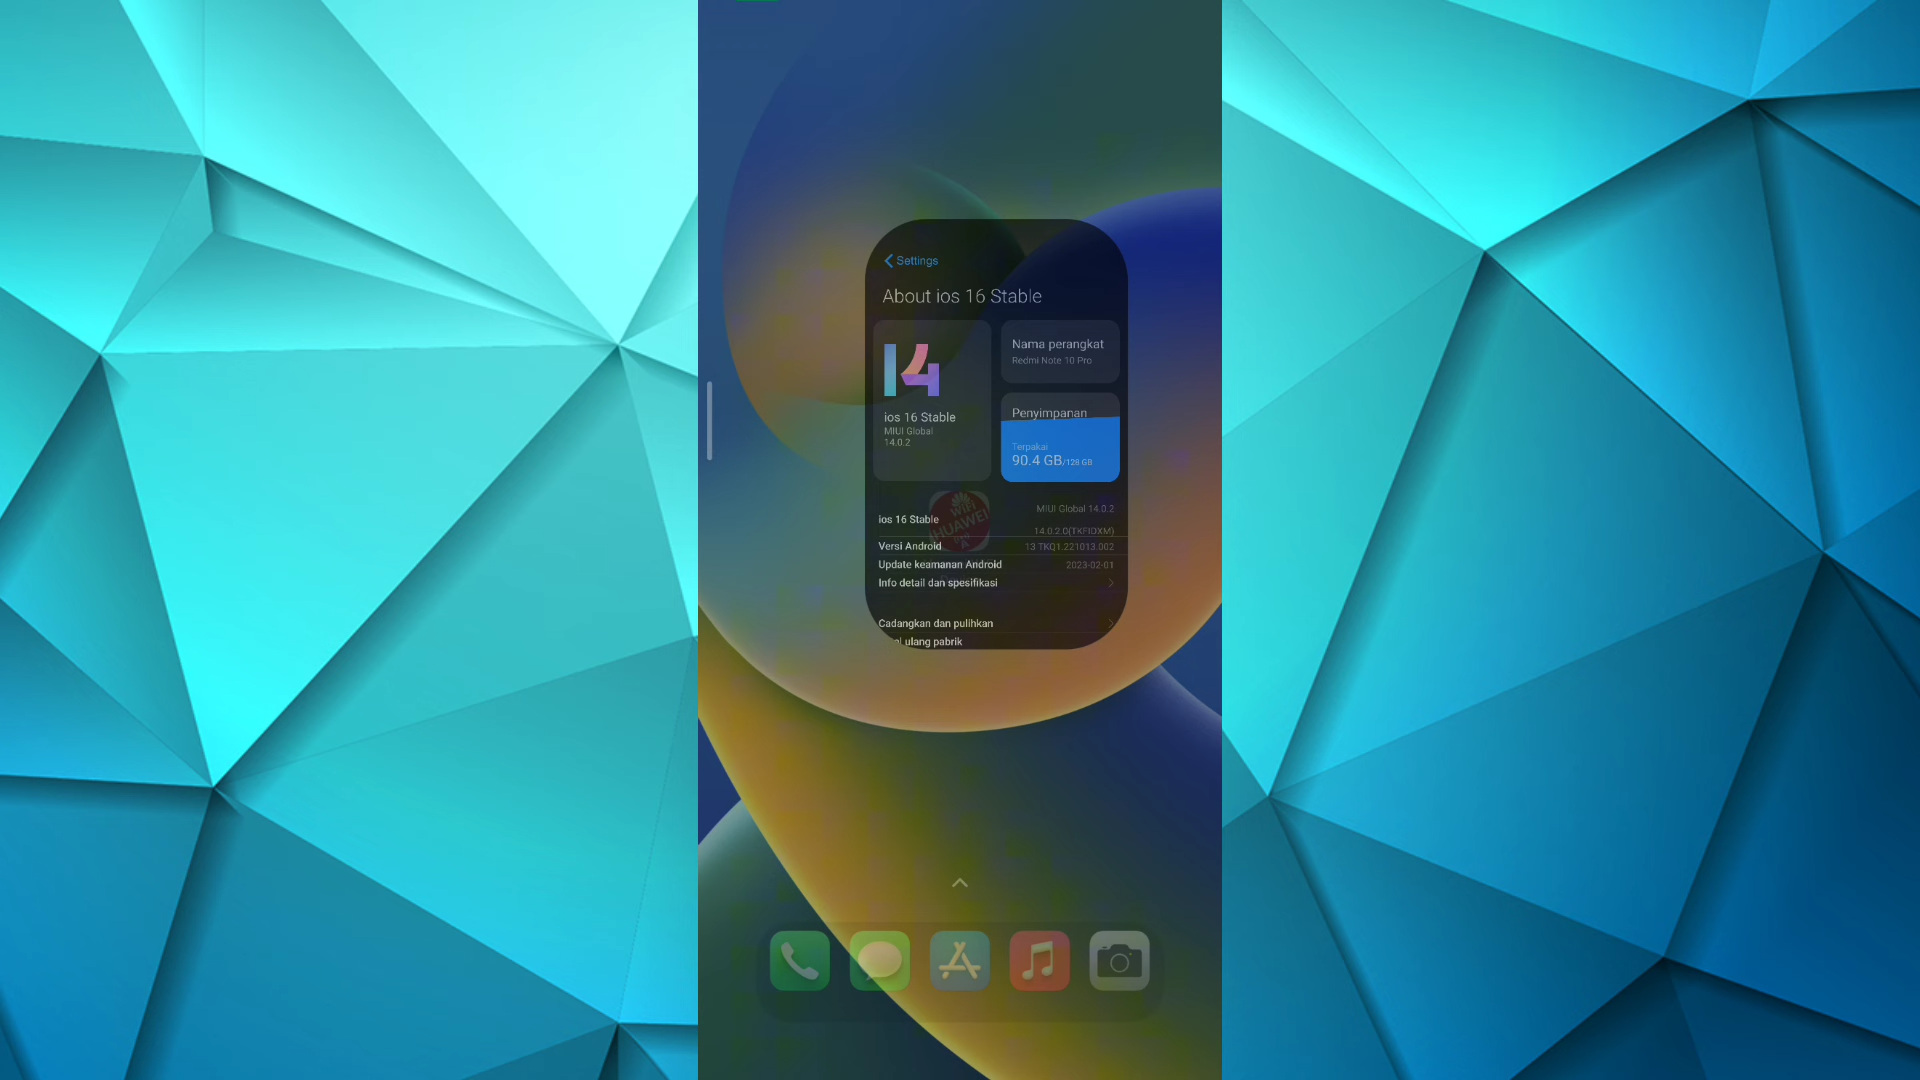 Settings
About ios 16 Stable
14
ios 16 Stable
MIUI Global
14.0.2
Nama perangkat
Redmi Note 10 Pro
Penyimpanan
Terpakai
90.4 GB/128 GB
WIFI
HUAWEI
ios 16 Stable
MIUI Global 14.0.2
14.0.2.0(TKFIDXM)
Versi Android
13 TKQ1.221013.002
Update keamanan Android
2023-02-01
Info detail dan spesifikasi
Cadangkan dan pulihkan
ulang pabrik